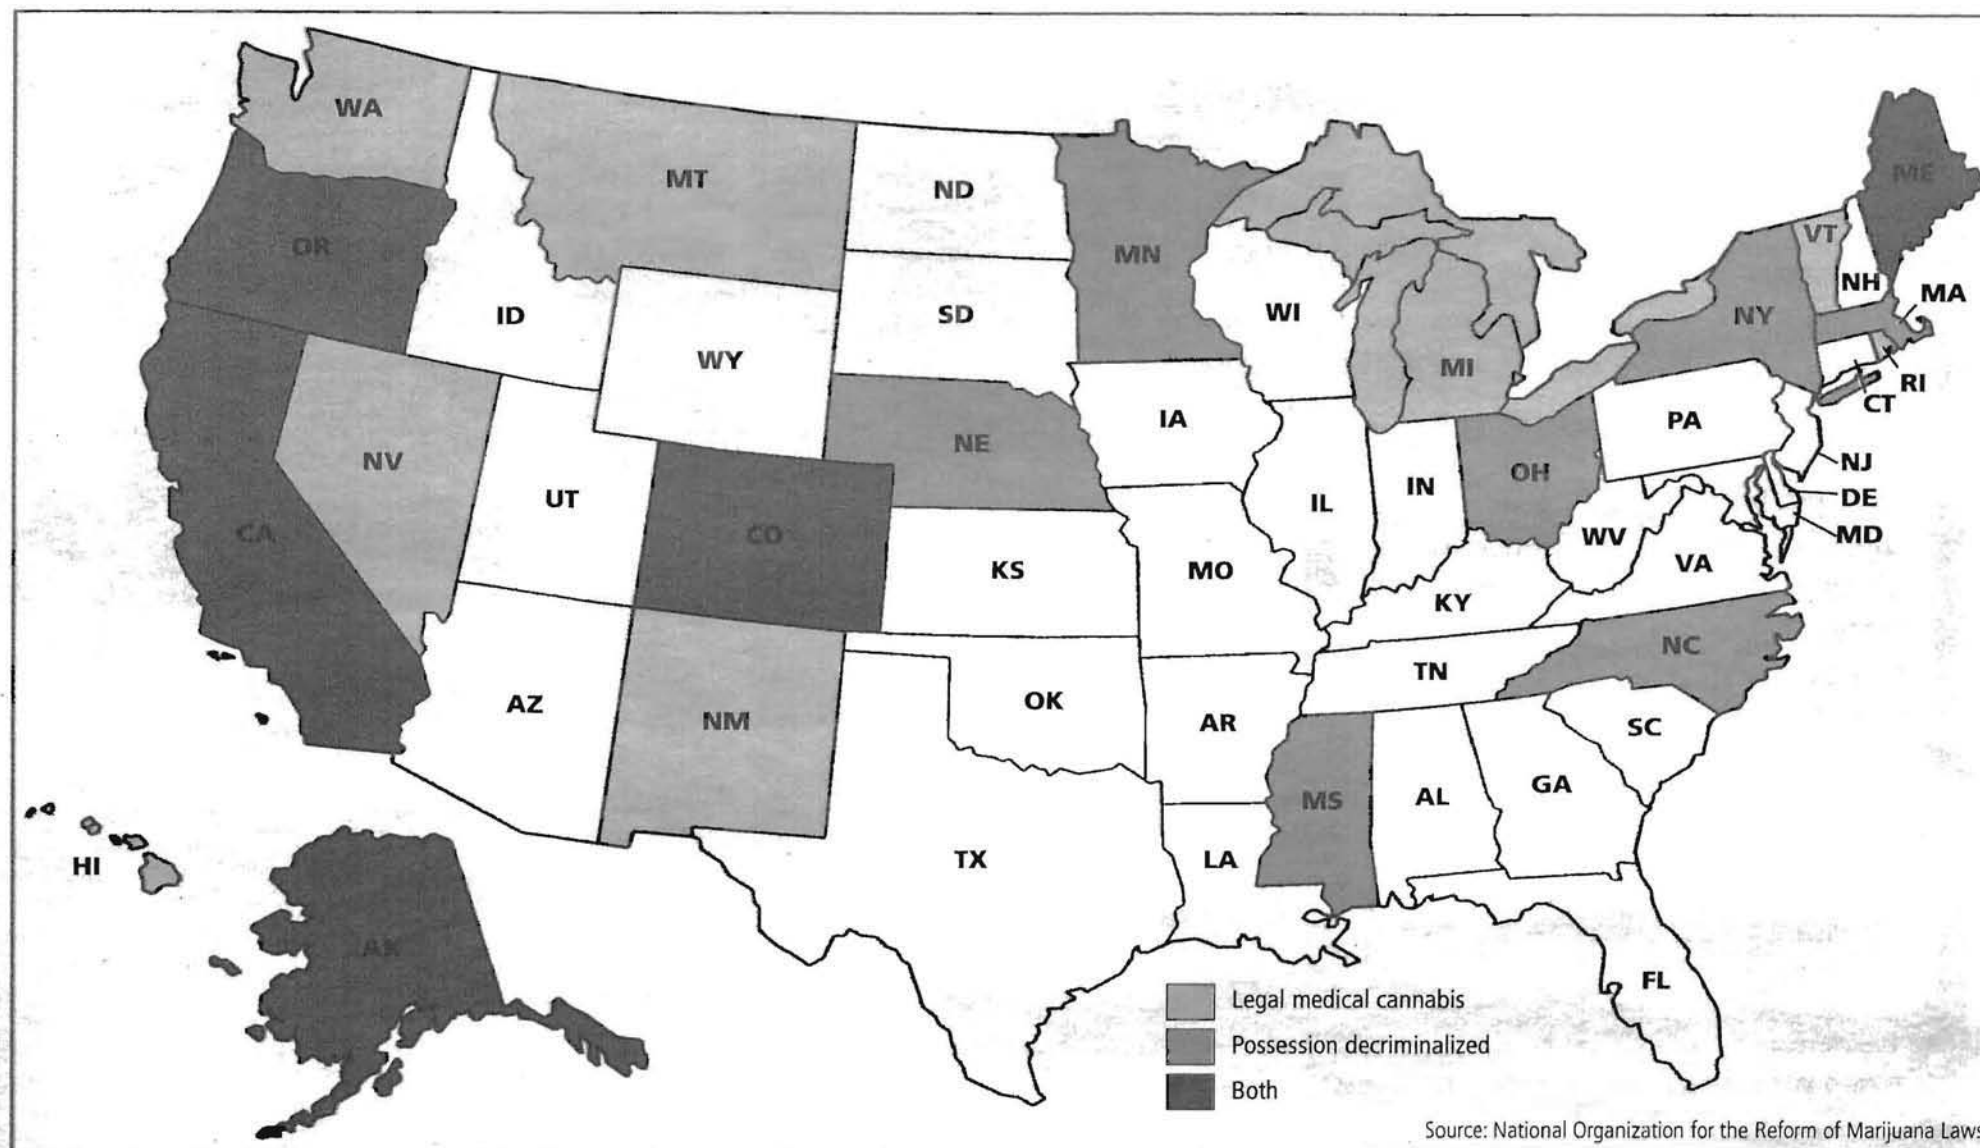 WA
MT
ND
ME
OR
MN
VT
ID
SD
WI
NH
MA
NY
WY
MI
RI
CT
IA
NE
PA
NV
NJ
UT
OH
IL
IN
DE
CA
CO
WV
MD
KS
MO
VA
KY
NC
TN
AZ
NM
OK
AR
SC
MS
AL
GA
HI
TX
LA
AK
FL
Legal medical cannabis
Possession decriminalized
Both
Source: National Organization for the Reform of Marijuana Laws